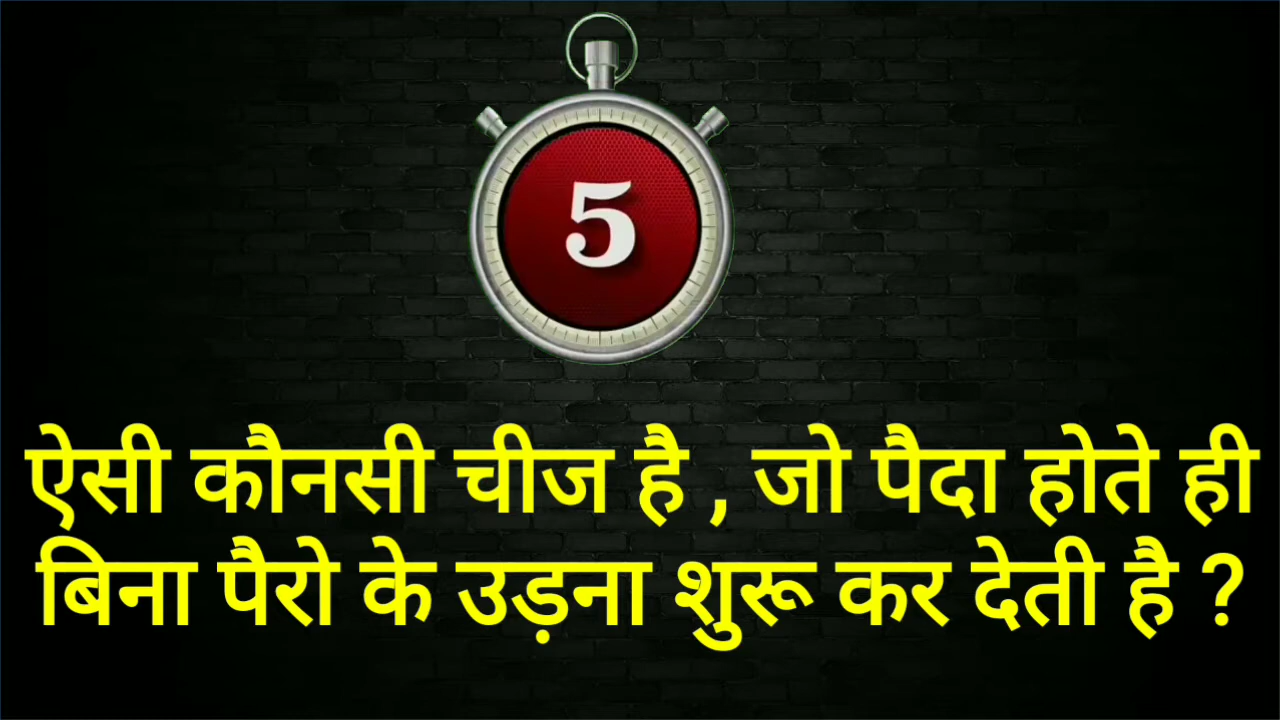 5
ऐसी कौनसी चीज है , जो पैदा होते ही
बिना पैरो के उड़ना शुरू कर देती है ?